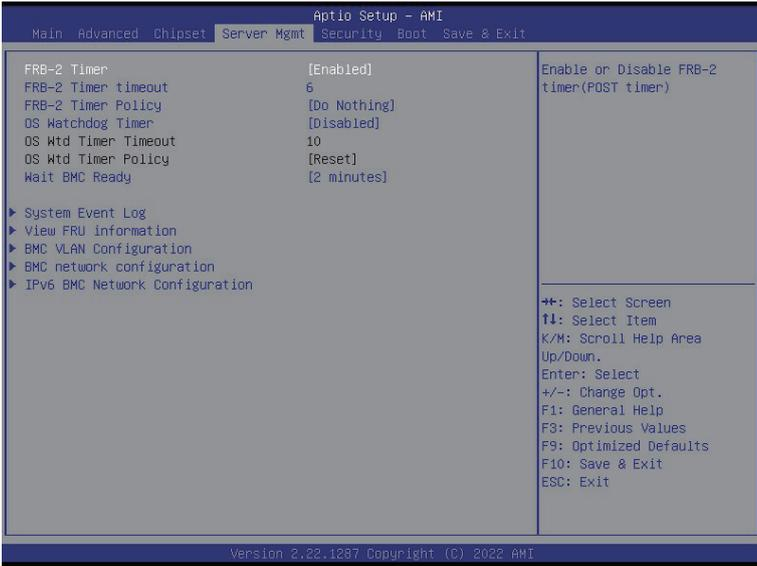 Aptio Setup – AMI
Main Advanced Chipset Server Mgmt Security Boot Save & Exit
FRB-2 Timer [Enabled]
FRB-2 Timer timeout 6
FRB-2 Timer Policy [Do Nothing]
OS Watchdog Timer [Disabled]
OS Wtd Timer Timeout 10
OS Wtd Timer Policy [Reset]
Wait BMC Ready [2 minutes]
System Event Log
View FRU information
BMC VLAN Configuration
BMC network configuration
IPv6 BMC Network Configuration
Enable or Disable FRB-2
timer(POST timer)
→←: Select Screen
↑↓: Select Item
K/M: Scroll Help Area
Up/Down.
Enter: Select
+/-: Change Opt.
F1: General Help
F3: Previous Values
F9: Optimized Defaults
F10: Save & Exit
ESC: Exit
Version 2.22.1287 Copyright (C) 2022 AMI